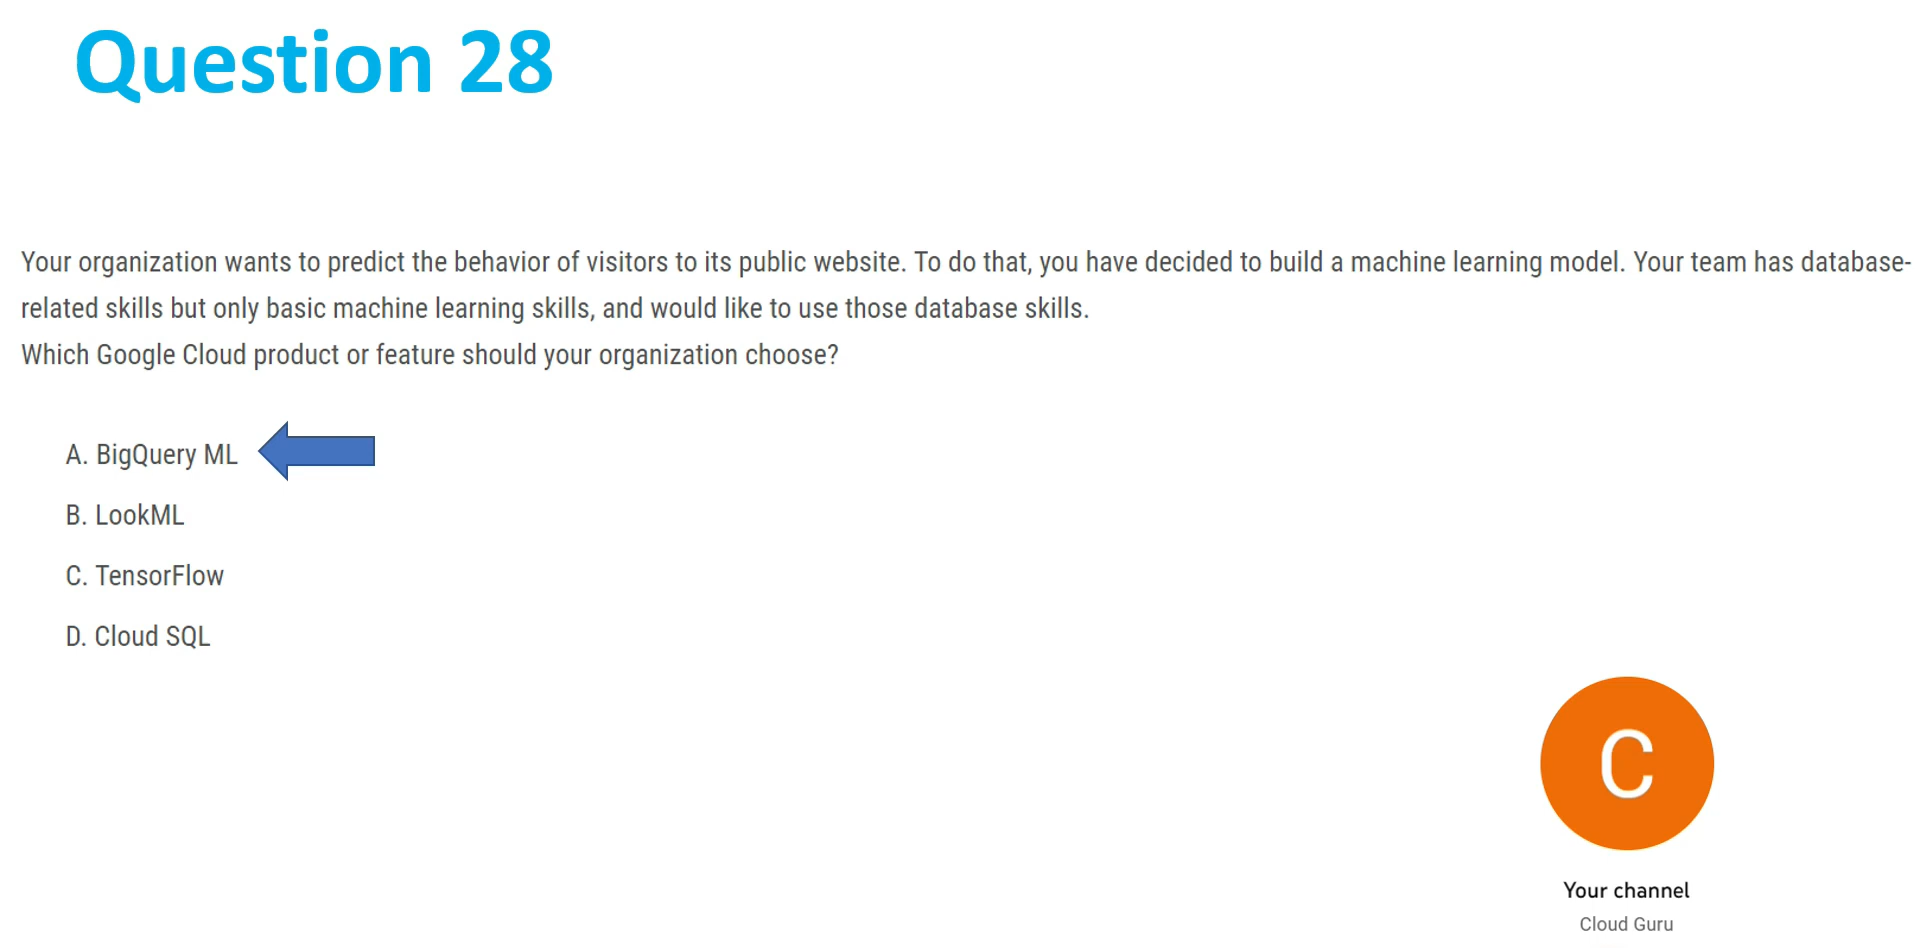 Question 28
Your organization wants to predict the behavior of visitors to its public website. To do that, you have decided to build a machine learning model. Your team has database-
related skills but only basic machine learning skills, and would like to use those database skills.
Which Google Cloud product or feature should your organization choose?
A. BigQuery ML
B. LookML
C. TensorFlow
D. Cloud SQL
C
Your channel
Cloud Guru